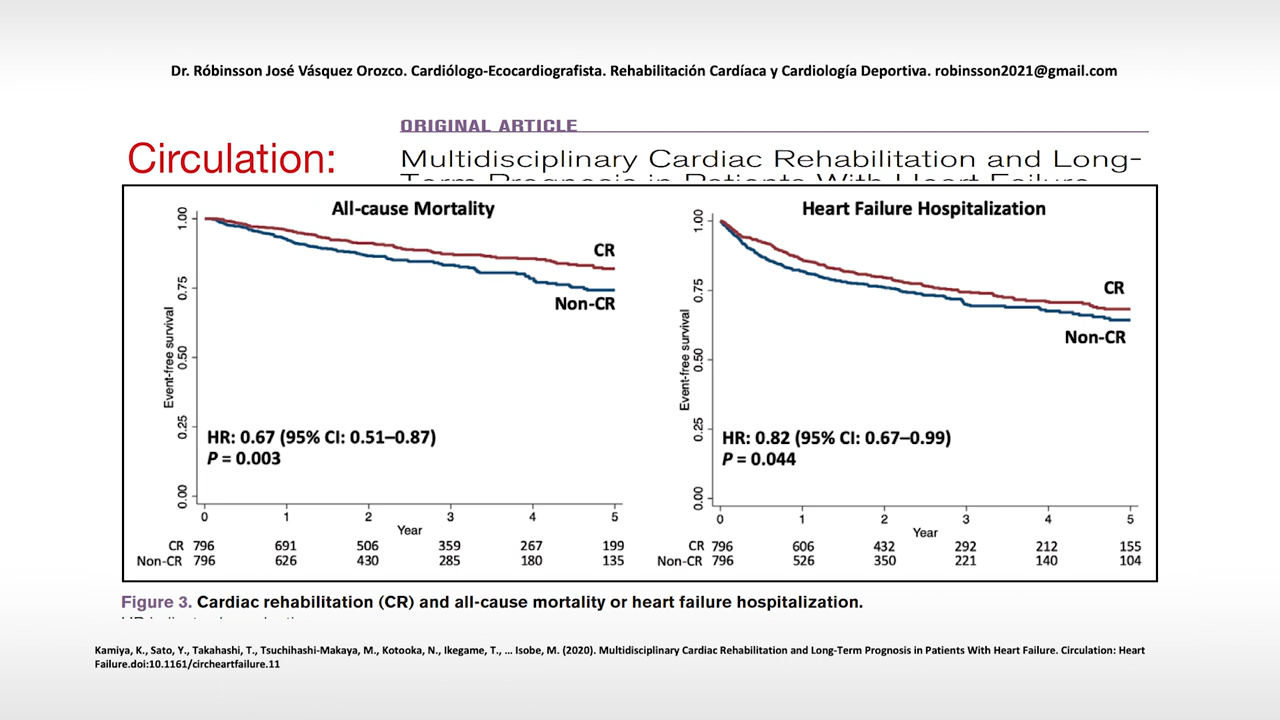 Dr. Róbinsson José Vásquez Orozco. Cardiólogo-Ecocardiografista. Rehabilitación Cardíaca y Cardiología Deportiva. robinsson2021@gmail.com
ORIGINAL ARTICLE
Circulation:
Multidisciplinary Cardiac Rehabilitation and Long-
Term Prognosis in Patients With Heart Failure
All-cause Mortality
1.00
0.75
0.50
0.25
0.00
Event-free survival
CR
Non-CR
HR: 0.67 (95% CI: 0.51–0.87)
P = 0.003
0 1 2 3 4 5
Year
CR 796 691 506 359 267 199
Non-CR 796 626 430 285 180 135
Heart Failure Hospitalization
1.00
0.75
0.50
0.25
0.00
Event-free survival
CR
Non-CR
HR: 0.82 (95% CI: 0.67–0.99)
P = 0.044
0 1 2 3 4 5
Year
CR 796 606 432 292 212 155
Non-CR 796 526 350 221 140 104
Figure 3. Cardiac rehabilitation (CR) and all-cause mortality or heart failure hospitalization.
Kamiya, K., Sato, Y., Takahashi, T., Tsuchihashi-Makaya, M., Kotooka, N., Ikegame, T., … Isobe, M. (2020). Multidisciplinary Cardiac Rehabilitation and Long-Term Prognosis in Patients With Heart Failure. Circulation: Heart
Failure.doi:10.1161/circheartfailure.11